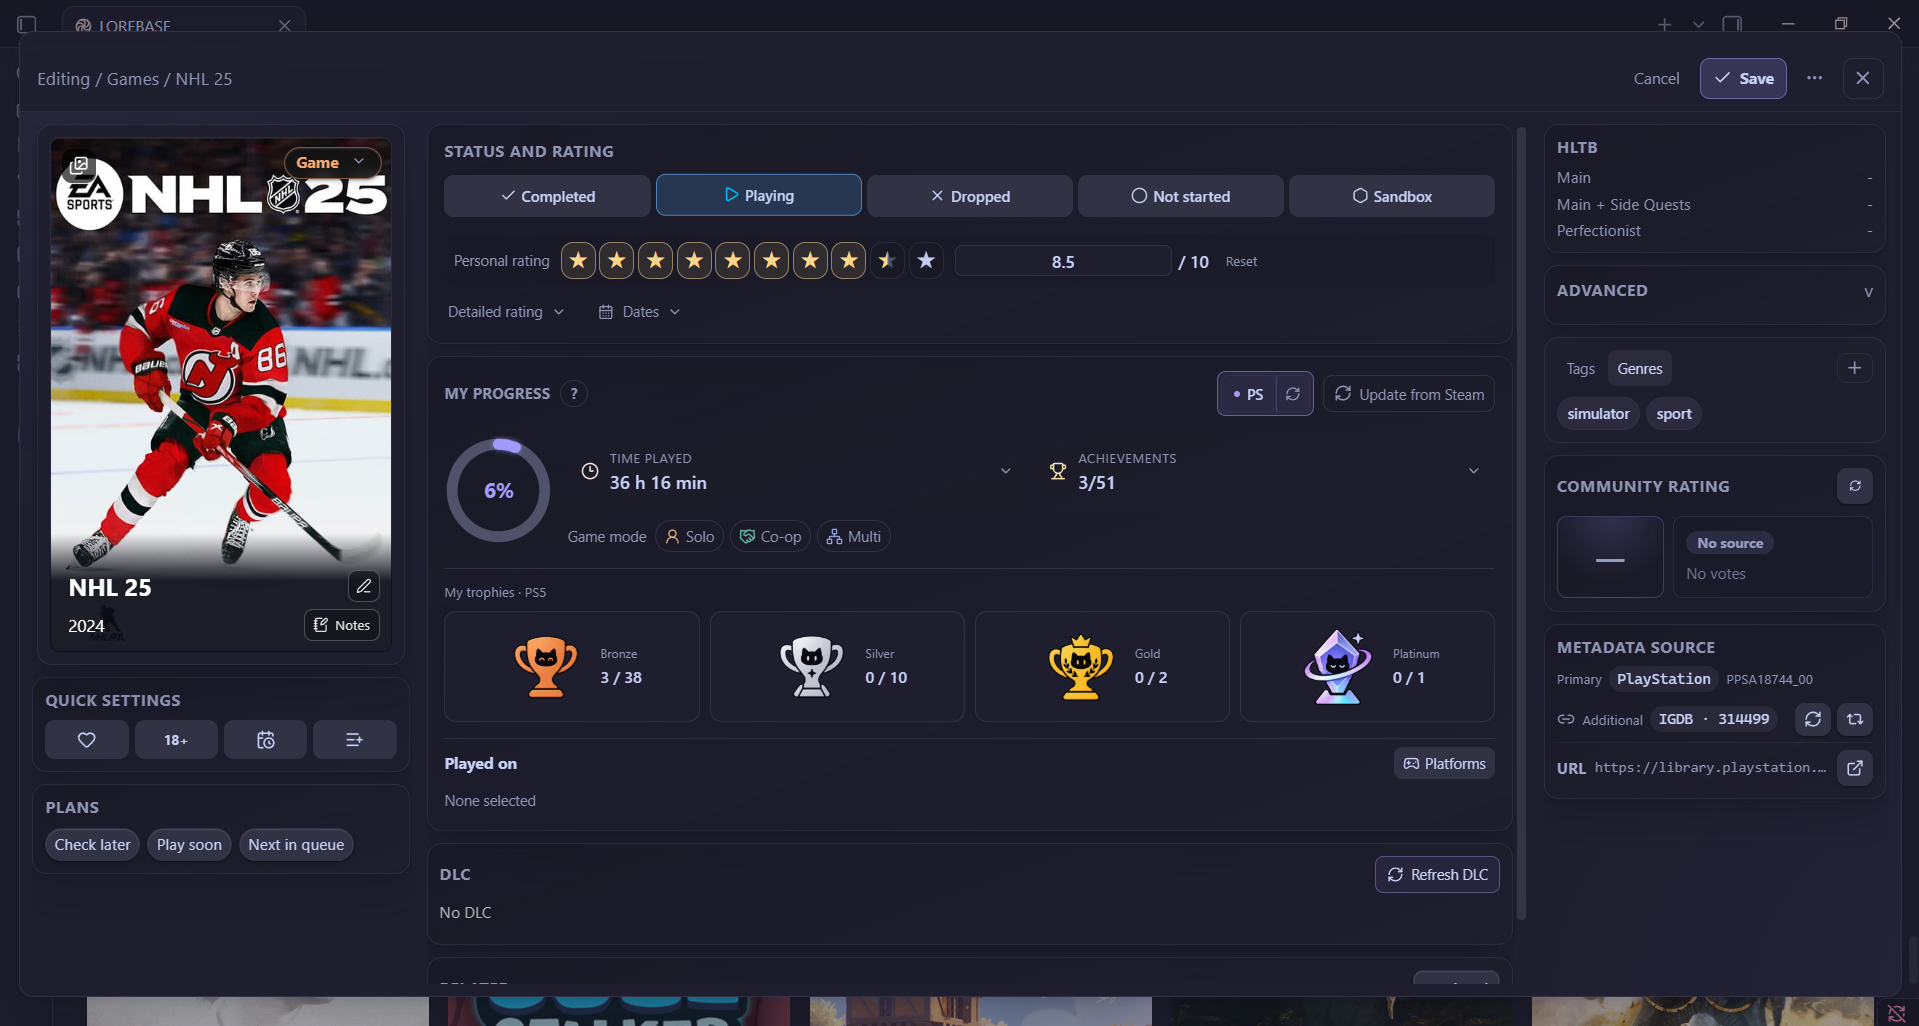 LOREBASE
Editing / Games / NHL 25
Cancel
Save
Game
EA SPORTS
NHL 25
86
NHL 25
2024
Notes
QUICK SETTINGS
18+
PLANS
Check later
Play soon
Next in queue
STATUS AND RATING
Completed
Playing
Dropped
Not started
Sandbox
Personal rating
8.5
/ 10
Reset
Detailed rating
Dates
MY PROGRESS
?
PS
Update from Steam
6%
TIME PLAYED
36 h 16 min
ACHIEVEMENTS
3/51
Game mode
Solo
Co-op
Multi
My trophies · PS5
Bronze
3 / 38
Silver
0 / 10
Gold
0 / 2
Platinum
0 / 1
Played on
Platforms
None selected
DLC
Refresh DLC
No DLC
HLTB
Main -
Main + Side Quests -
Perfectionist -
ADVANCED
Tags
Genres
simulator
sport
COMMUNITY RATING
—
No source
No votes
METADATA SOURCE
Primary PlayStation PPSA18744_00
Additional IGDB · 314499
URL https://library.playstation.…